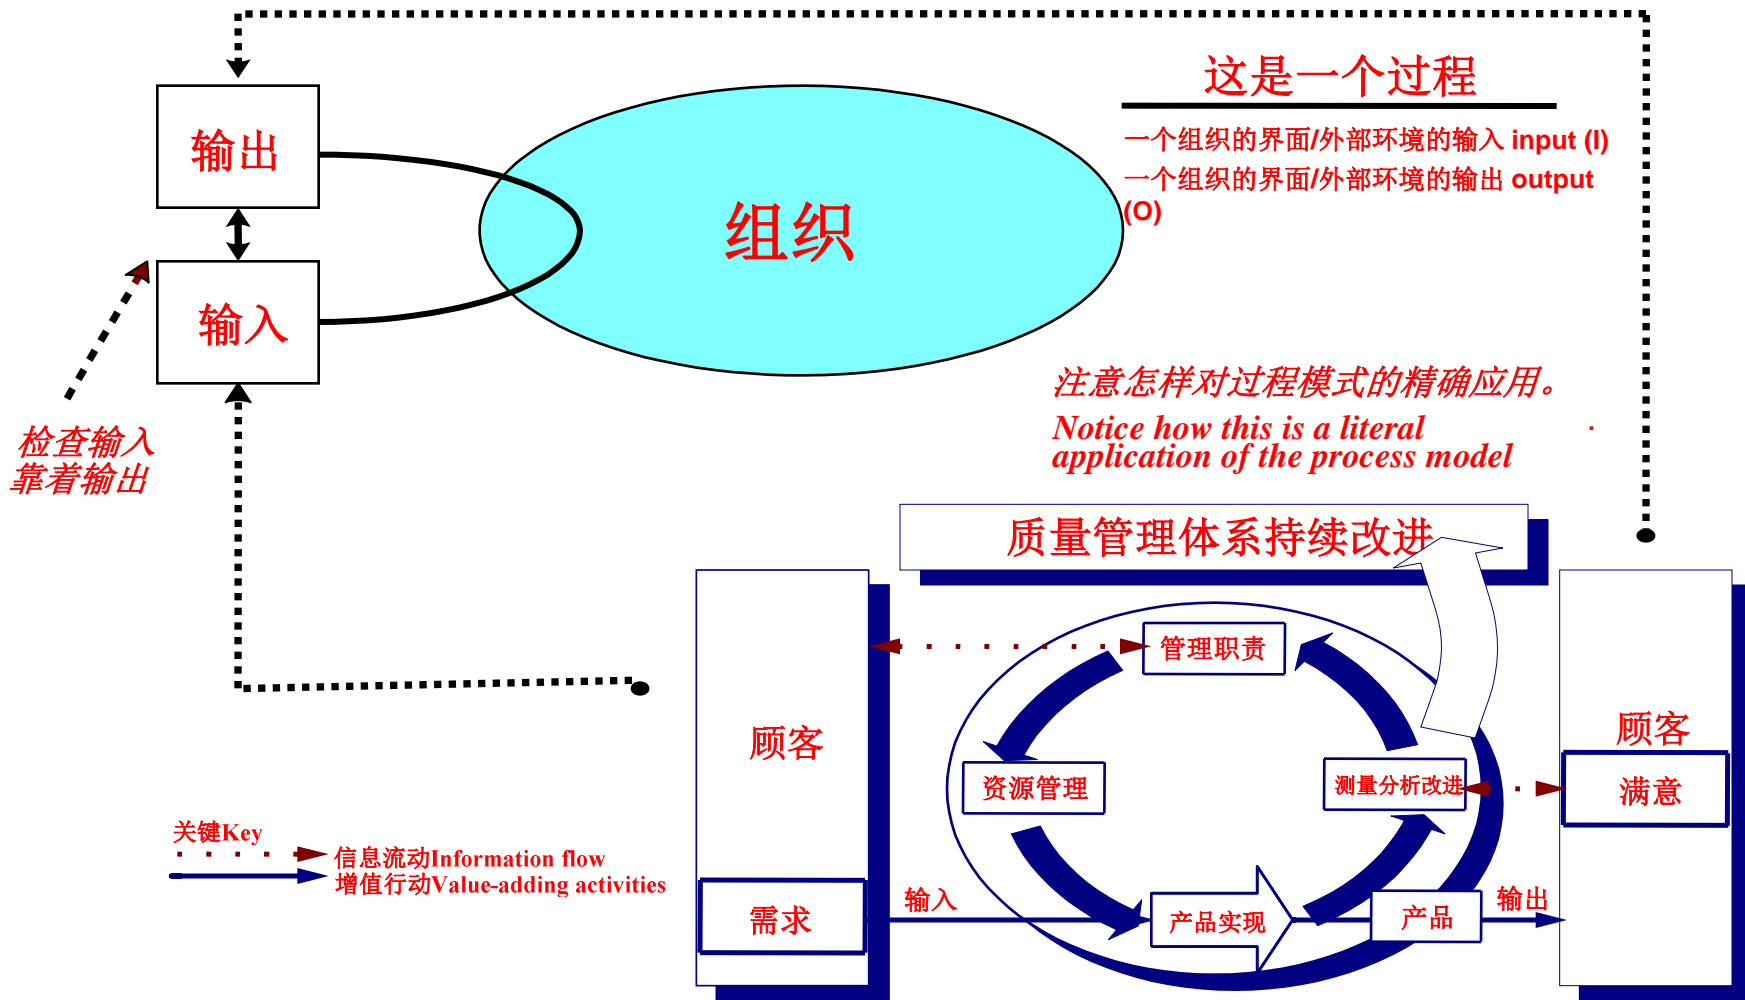 这是一个过程
一个组织的界面/外部环境的输入 input (I)
一个组织的界面/外部环境的输出 output
(O)
输出
组织
输入
检查输入
靠着输出
注意怎样对过程模式的精确应用。
Notice how this is a literal
application of the process model
.
质量管理体系持续改进
管理职责
顾客
顾客
资源管理
测量分析改进
满意
关键Key
信息流动Information flow
增值行动Value-adding activities
需求
输入
产品实现
产品
输出